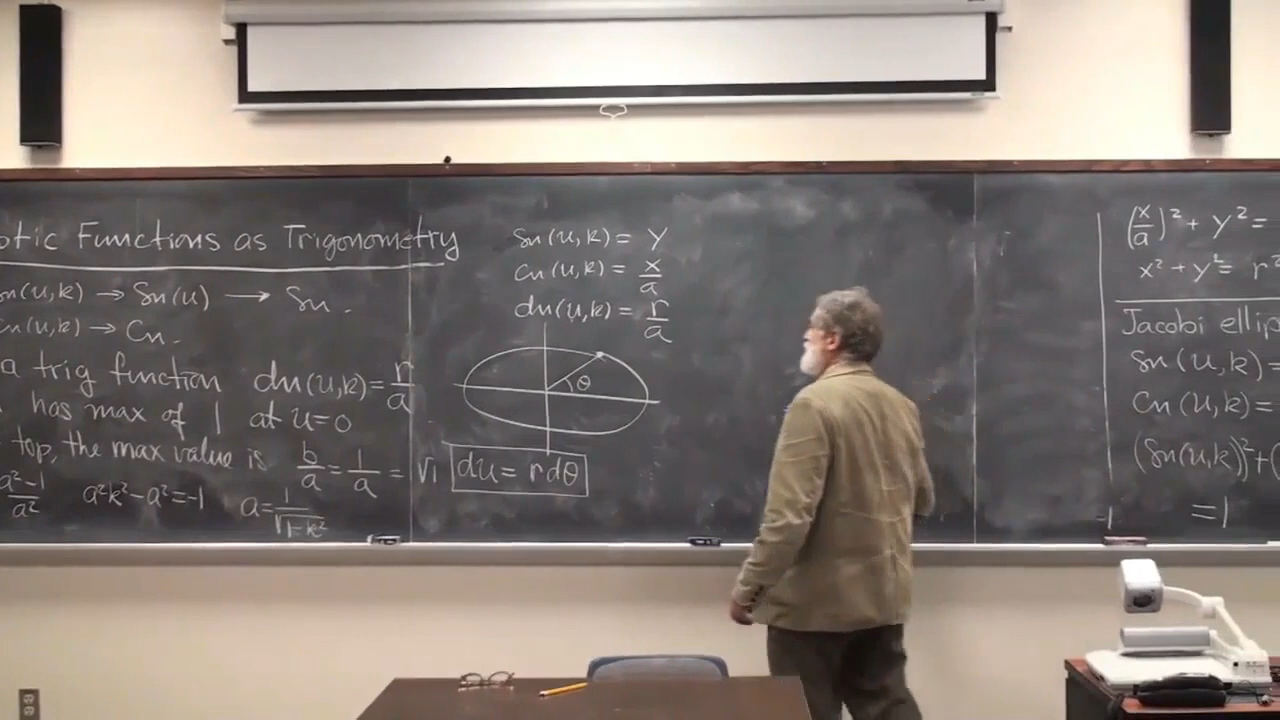 otic Functions as Trigonometry
Sn(u,k) → Sn(u) → Sn.
Cn(u,k) → Cn.
a trig function dn(u,k) = r/a
has max of 1 at u=0
top, the max value is b/a = 1/a = √1
a²-1/a² a²k²-a²=-1 a=1/√1-k²
Sn(u,k) = y
cn(u,k) = x/a
dn(u,k) = r/a
θ
du = r dθ
(x/a)² + y² =
x² + y² = r²
Jacobi ellip
Sn(u,k) =
Cn(u,k) =
(Sn(u,k))² + (
=1